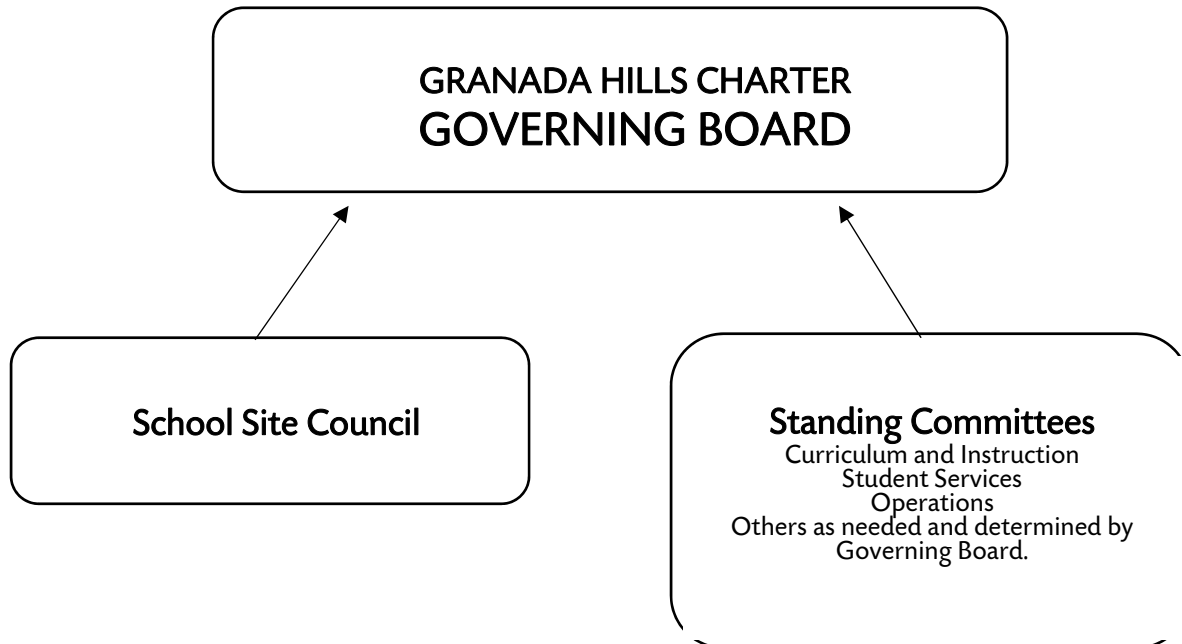 GRANADA HILLS CHARTER
GOVERNING BOARD
School Site Council
Standing Committees
Curriculum and Instruction
Student Services
Operations
Others as needed and determined by
Governing Board.